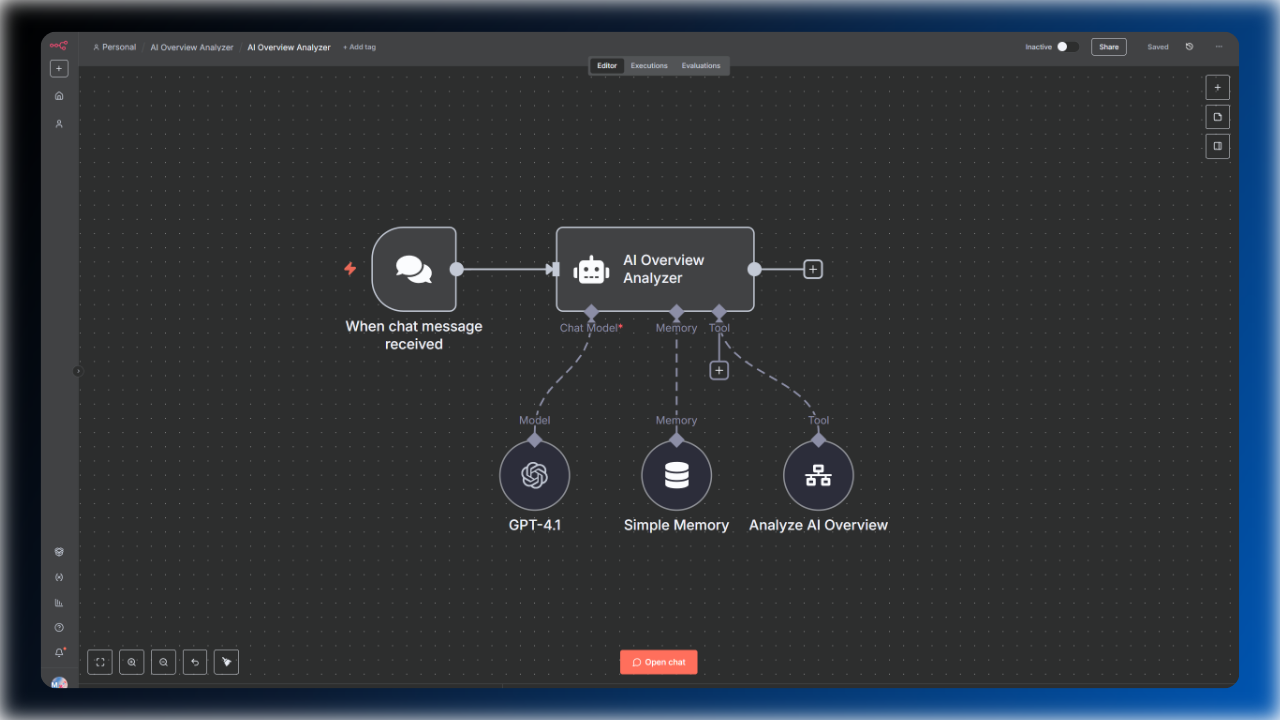 Personal / AI Overview Analyzer / AI Overview Analyzer + Add tag
Inactive
Share
Saved
Editor Executions Evaluations
AI Overview
Analyzer
When chat message
received
Chat Model* Memory Tool
Model Memory Tool
GPT-4.1 Simple Memory Analyze AI Overview
Open chat